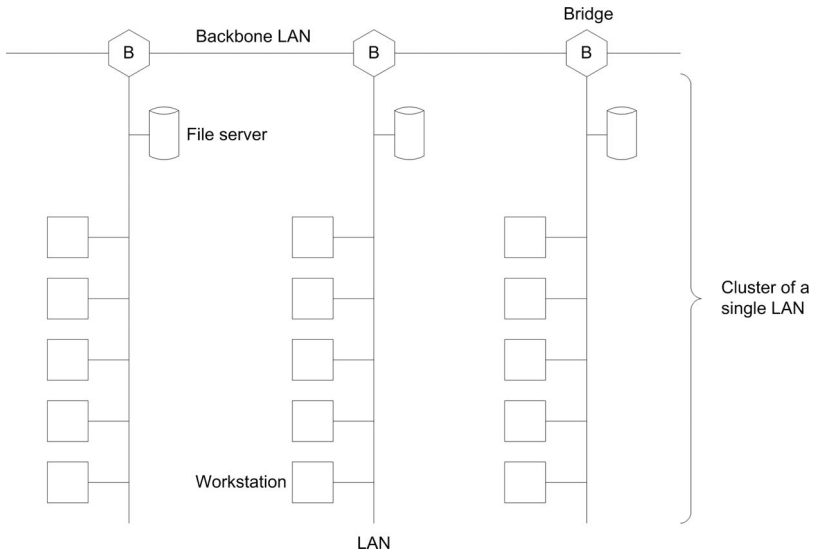 Bridge
Backbone LAN
B
B
B
File server
Cluster of a
single LAN
Workstation
LAN